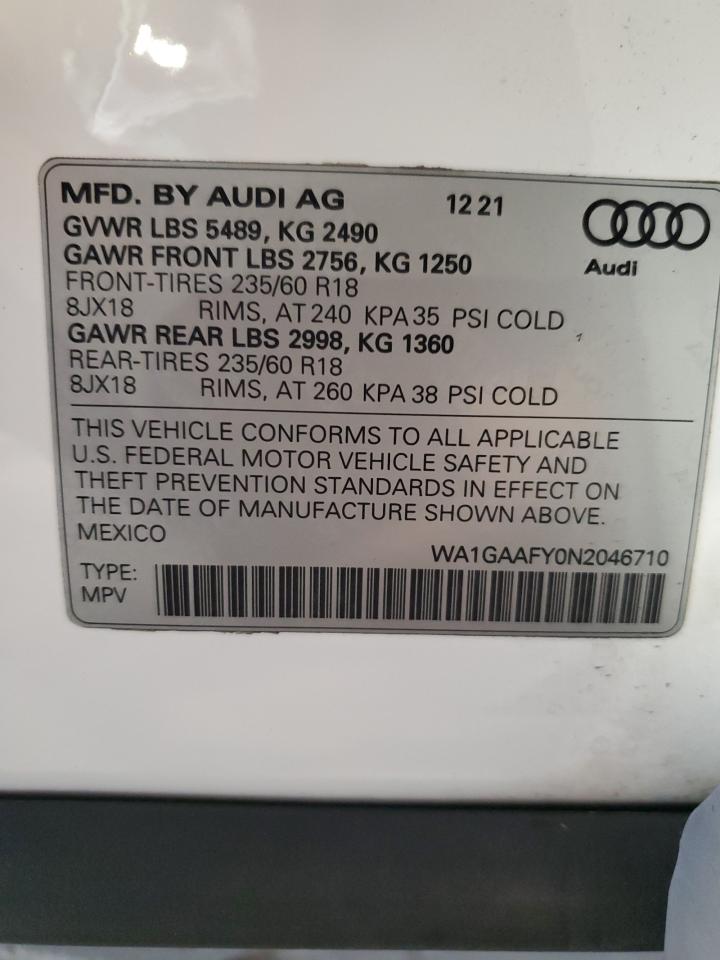 MFD. BY AUDI AG 12 21
GVWR LBS 5489, KG 2490
GAWR FRONT LBS 2756, KG 1250
Audi
FRONT-TIRES 235/60 R18
8JX18 RIMS, AT 240 KPA 35 PSI COLD
GAWR REAR LBS 2998, KG 1360
REAR-TIRES 235/60 R18
8JX18 RIMS, AT 260 KPA 38 PSI COLD
THIS VEHICLE CONFORMS TO ALL APPLICABLE
U.S. FEDERAL MOTOR VEHICLE SAFETY AND
THEFT PREVENTION STANDARDS IN EFFECT ON
THE DATE OF MANUFACTURE SHOWN ABOVE.
MEXICO
WA1GAAFY0N2046710
TYPE:
MPV